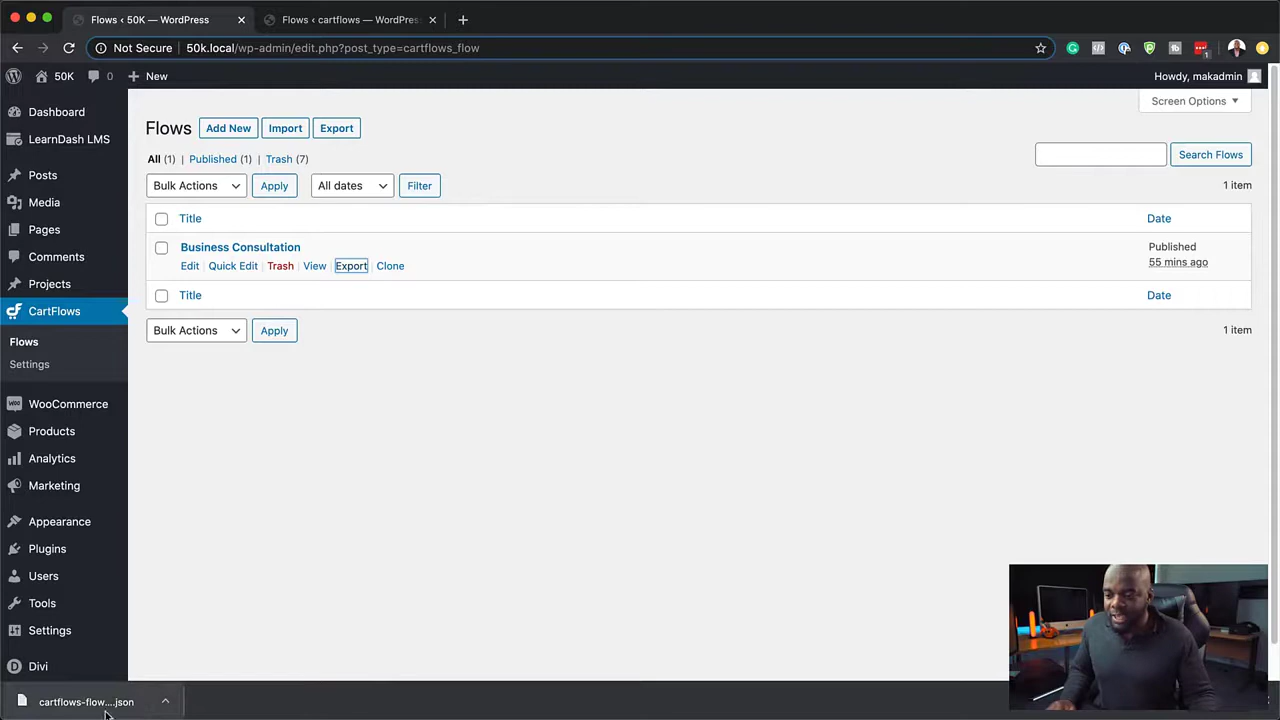 Flows ‹ 50K — WordPress
Flows ‹ cartflows — WordPres
Not Secure 50k.local/wp-admin/edit.php?post_type=cartflows_flow
1
50K 0 New
Howdy, makadmin
Dashboard
LearnDash LMS
Posts
Media
Pages
Comments
Projects
CartFlows
Flows
Settings
WooCommerce
Products
Analytics
Marketing
Appearance
Plugins
Users
Tools
Settings
Divi
Screen Options
Flows Add New Import Export
All (1) | Published (1) | Trash (7)
Search Flows
Bulk Actions Apply All dates Filter
1 item
Title Date
Business Consultation
Edit | Quick Edit | Trash | View | Export | Clone
Published
55 mins ago
Title Date
Bulk Actions Apply
1 item
cartflows-flow....json